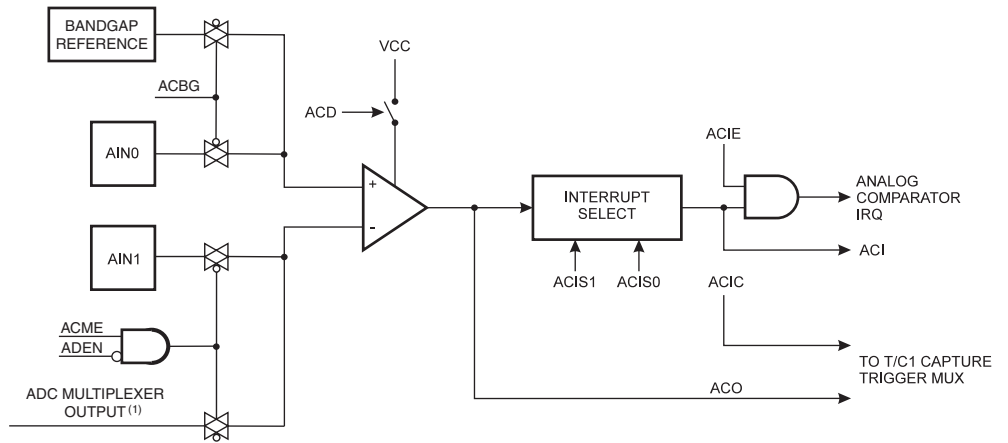 BANDGAP
REFERENCE
VCC
ACBG
ACD
AIN0
ACIE
+
INTERRUPT
SELECT
ANALOG
COMPARATOR
IRQ
-
AIN1
ACI
ACIS1
ACIS0
ACIC
ACME
ADEN
TO T/C1 CAPTURE
TRIGGER MUX
ADC MULTIPLEXER
OUTPUT (1)
ACO